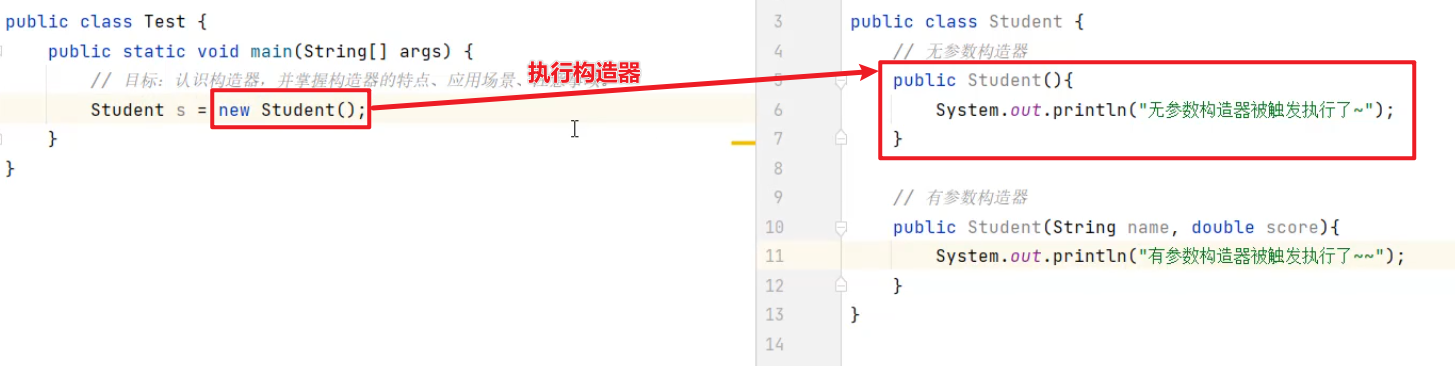 public class Test {
public static void main(String[] args) {
// 目标：认识构造器，并掌握构造器的特点、应用场景、
Student s = new Student();
}
}
执行构造器
3 public class Student {
4 // 无参数构造器
5 public Student(){
6 System.out.println("无参数构造器被触发执行了~");
7 }
8
9 // 有参数构造器
10 public Student(String name, double score){
11 System.out.println("有参数构造器被触发执行了~~");
12 }
13 }
14